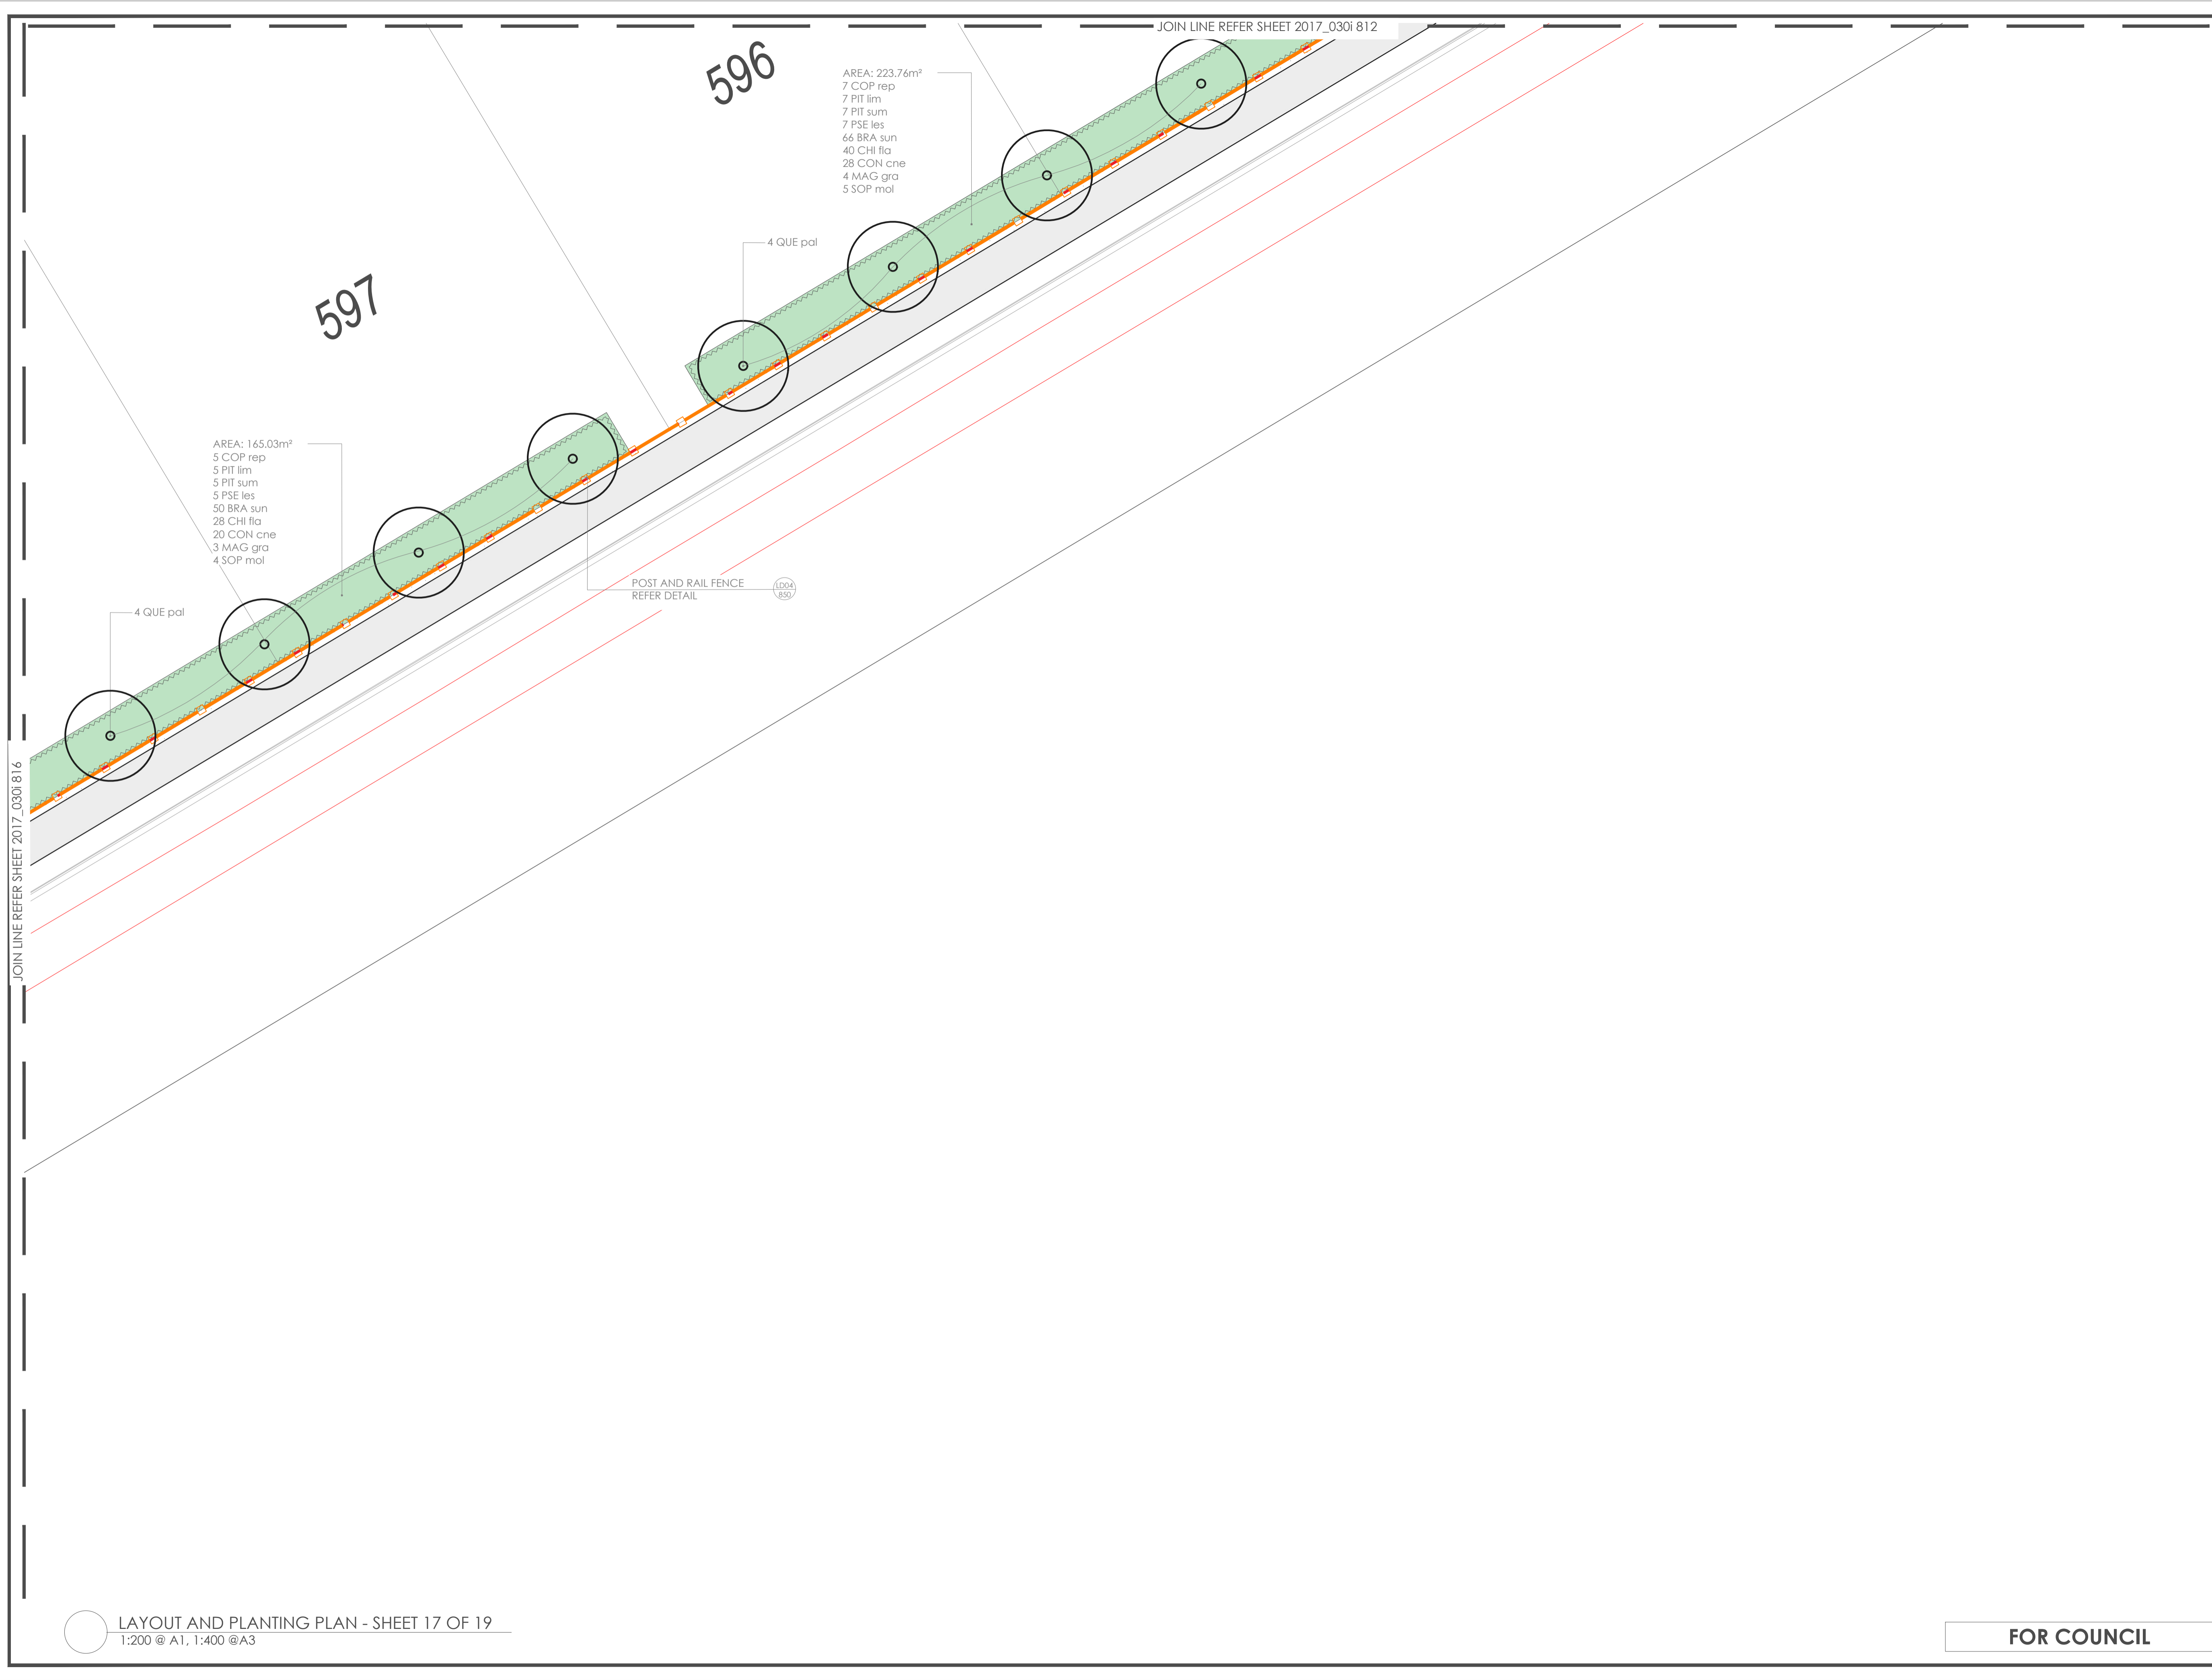 JOIN LINE REFER SHEET 2017_030i 812
596
AREA: 223.76m²
7 COP rep
7 PIT lim
7 PIT sum
7 PSE les
66 BRA sun
40 CHI fla
28 CON cne
4 MAG gra
5 SOP mol
4 QUE pal
597
AREA: 165.03m²
5 COP rep
5 PIT lim
5 PIT sum
5 PSE les
50 BRA sun
28 CHI fla
20 CON cne
3 MAG gra
4 SOP mol
POST AND RAIL FENCE
REFER DETAIL
LD04
850
4 QUE pal
JOIN LINE REFER SHEET 2017_030i 816
LAYOUT AND PLANTING PLAN - SHEET 17 OF 19
1:200 @ A1, 1:400 @A3
FOR COUNCIL